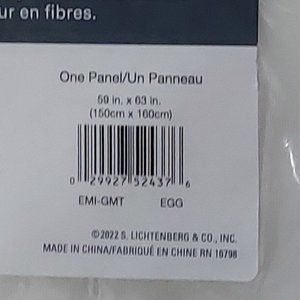 ur en fibres.
One Panel/Un Panneau
50 in. x 63 in.
(150cm x 160cm)
0 29927 52437 6
EMI-GMT EGG
©2022 S. LICHTENBERG & CO., INC.
MADE IN CHINA/FABRIQUÉ EN CHINE RN 16798